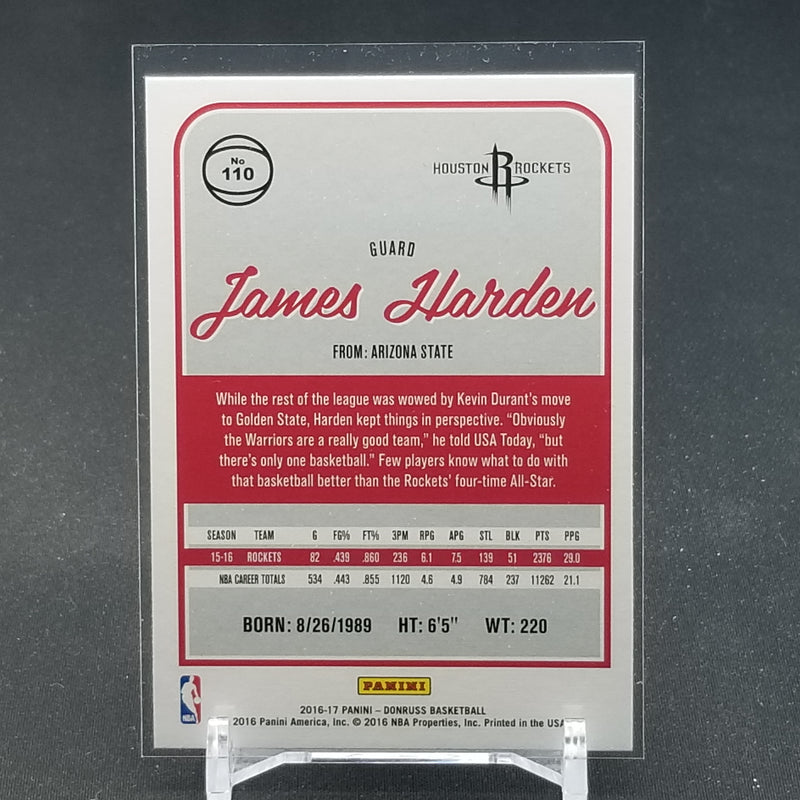 No
110
HOUSTON R ROCKETS
GUARD
James Harden
FROM: ARIZONA STATE
While the rest of the league was wowed by Kevin Durant's move
to Golden State, Harden kept things in perspective. “Obviously
the Warriors are a really good team,” he told USA Today, “but
there's only one basketball.” Few players know what to do with
that basketball better than the Rockets' four-time All-Star.
SEASON TEAM G FG% FT% 3PM RPG APG STL BLK PTS PPG
15-16 ROCKETS 82 .439 .860 236 6.1 7.5 139 51 2376 29.0
NBA CAREER TOTALS 534 .443 .855 1120 4.6 4.9 784 237 11262 21.1
BORN: 8/26/1989 HT: 6'5" WT: 220
PANINI
NBA
2016-17 PANINI – DONRUSS BASKETBALL
2016 Panini America, Inc. © 2016 NBA Properties, Inc. Printed in the USA